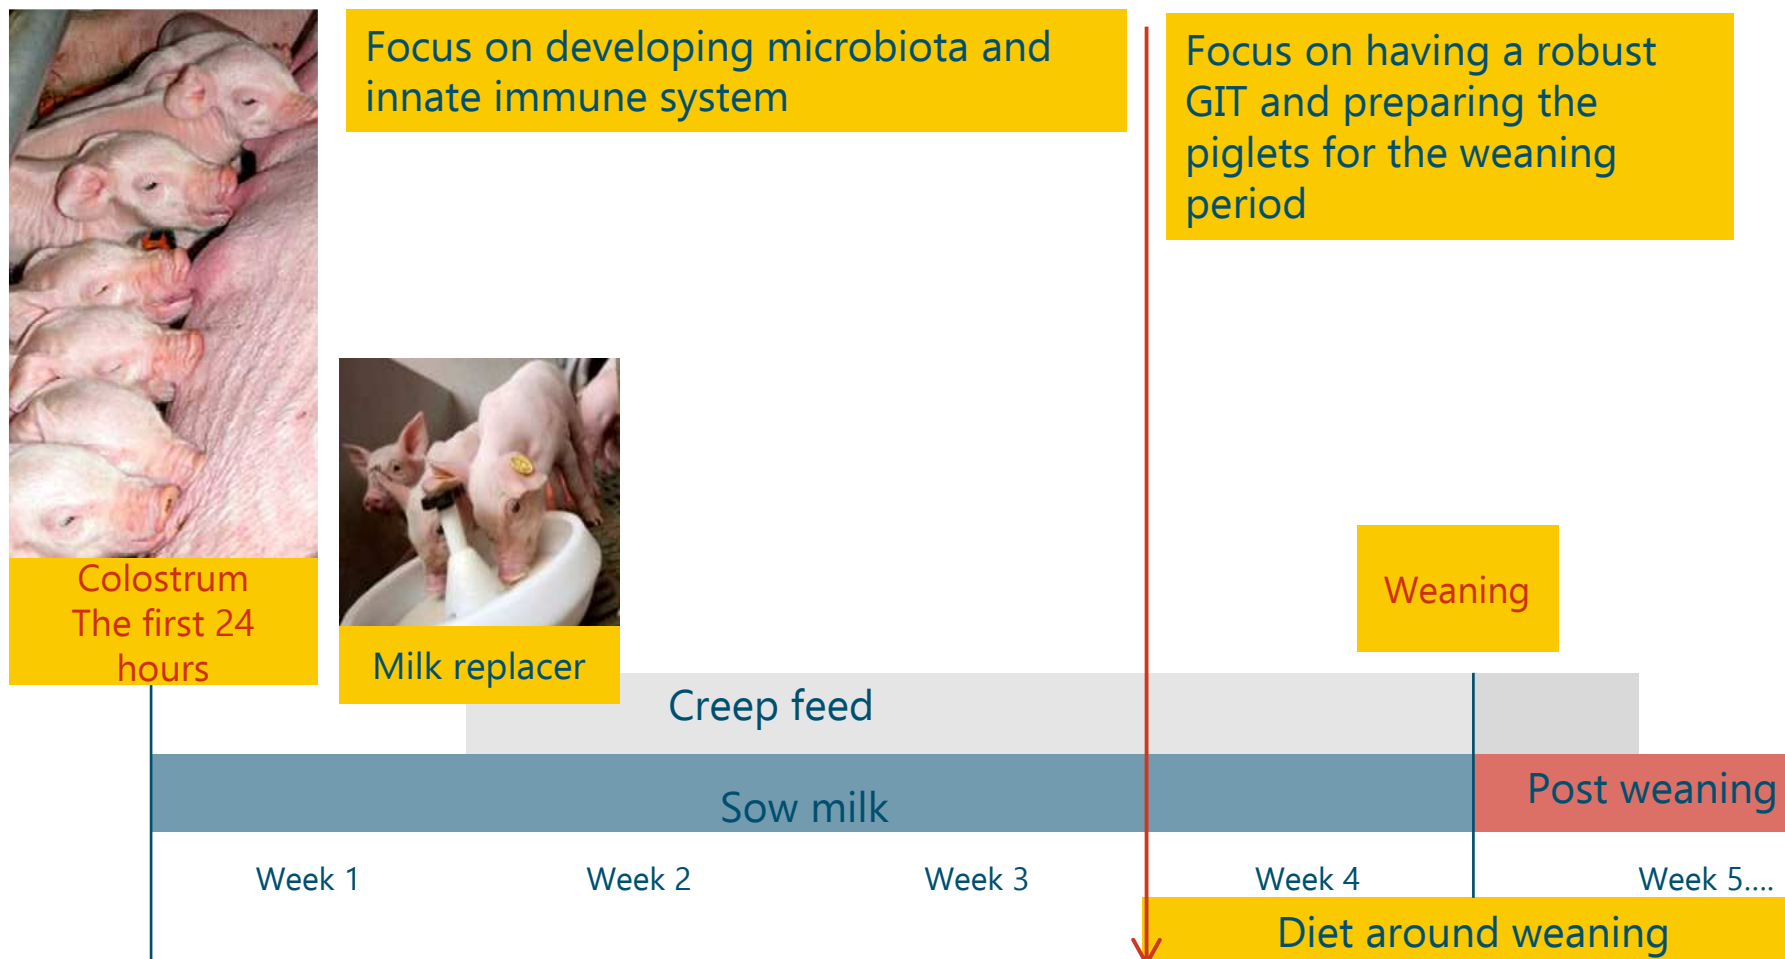 Focus on developing microbiota and
innate immune system
Focus on having a robust
GIT and preparing the
piglets for the weaning
period
Colostrum
The first 24
hours
Milk replacer
Weaning
Creep feed
Sow milk
Post weaning
Week 1
Week 2
Week 3
Week 4
Week 5....
Diet around weaning